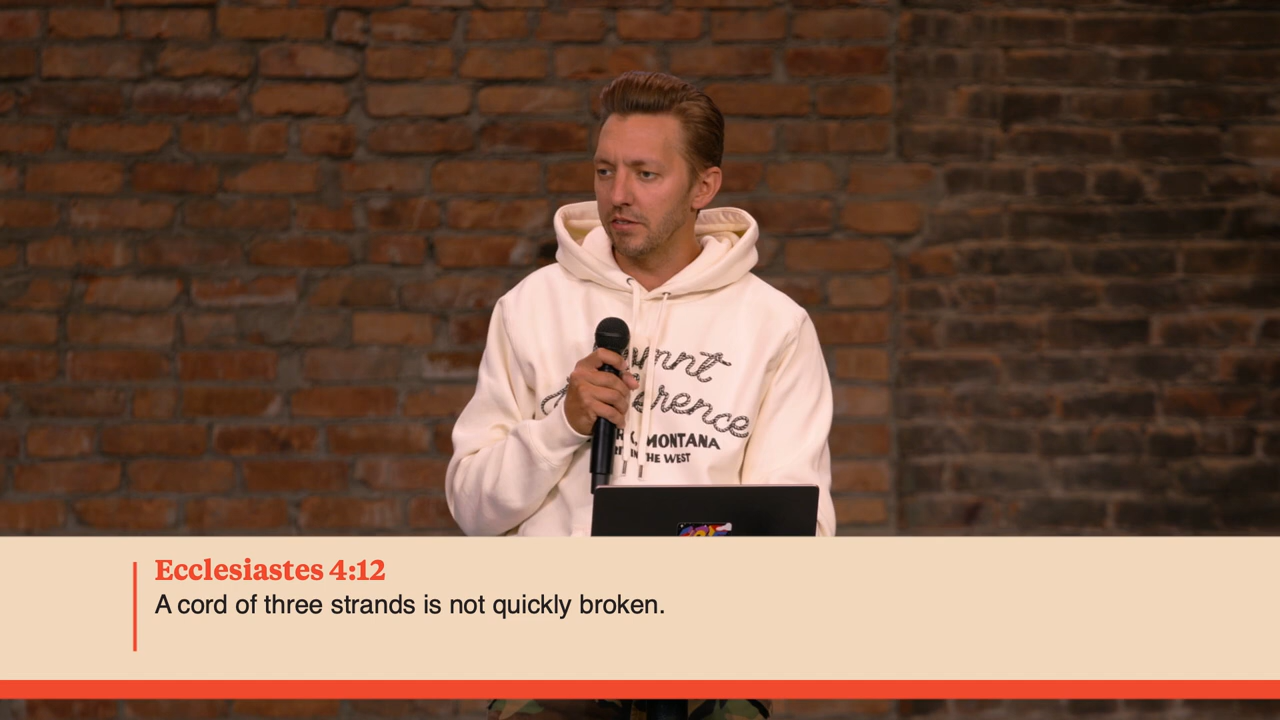 MONTANA
THE WEST
Ecclesiastes 4:12
A cord of three strands is not quickly broken.